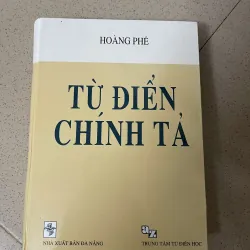 HOÀNG PHÊ
TỪ ĐIỂN
CHÍNH TẢ
NHÀ XUẤT BẢN ĐÀ NẴNG
TRUNG TÂM TỪ ĐIỂN HỌC